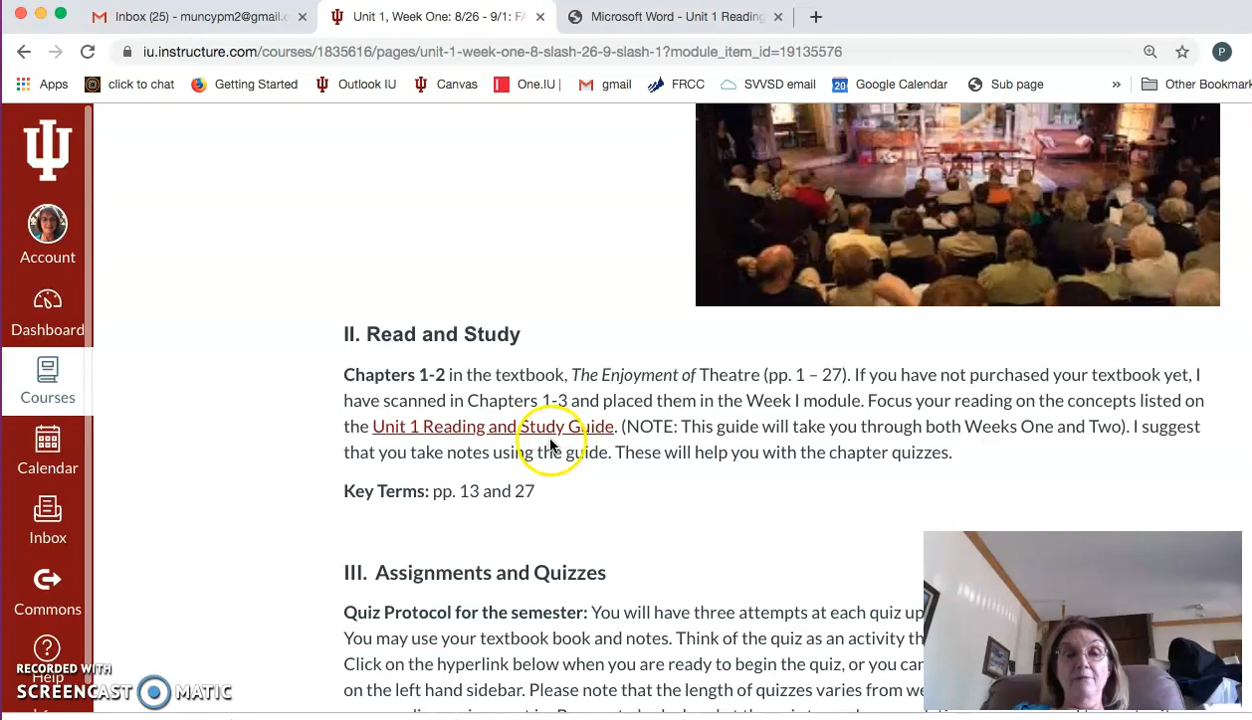 Inbox (25) - muncypm2@gmail.c
Unit 1, Week One: 8/26 - 9/1: FA
Microsoft Word - Unit 1 Reading
iu.instructure.com/courses/1835616/pages/unit-1-week-one-8-slash-26-9-slash-1?module_item_id=19135576
P
Apps click to chat Getting Started Outlook IU Canvas One.IU | gmail FRCC SVVSD email 20 Google Calendar Sub page » Other Bookmar
Account
Dashboard
Courses
Calendar
Inbox
Commons
Help
II. Read and Study
Chapters 1-2 in the textbook, The Enjoyment of Theatre (pp. 1 – 27). If you have not purchased your textbook yet, I
have scanned in Chapters 1-3 and placed them in the Week I module. Focus your reading on the concepts listed on
the Unit 1 Reading and Study Guide. (NOTE: This guide will take you through both Weeks One and Two). I suggest
that you take notes using the guide. These will help you with the chapter quizzes.
Key Terms: pp. 13 and 27
III. Assignments and Quizzes
Quiz Protocol for the semester: You will have three attempts at each quiz up
You may use your textbook book and notes. Think of the quiz as an activity th
Click on the hyperlink below when you are ready to begin the quiz, or you can
on the left hand sidebar. Please note that the length of quizzes varies from we
RECORDED WITH
SCREENCAST MATIC